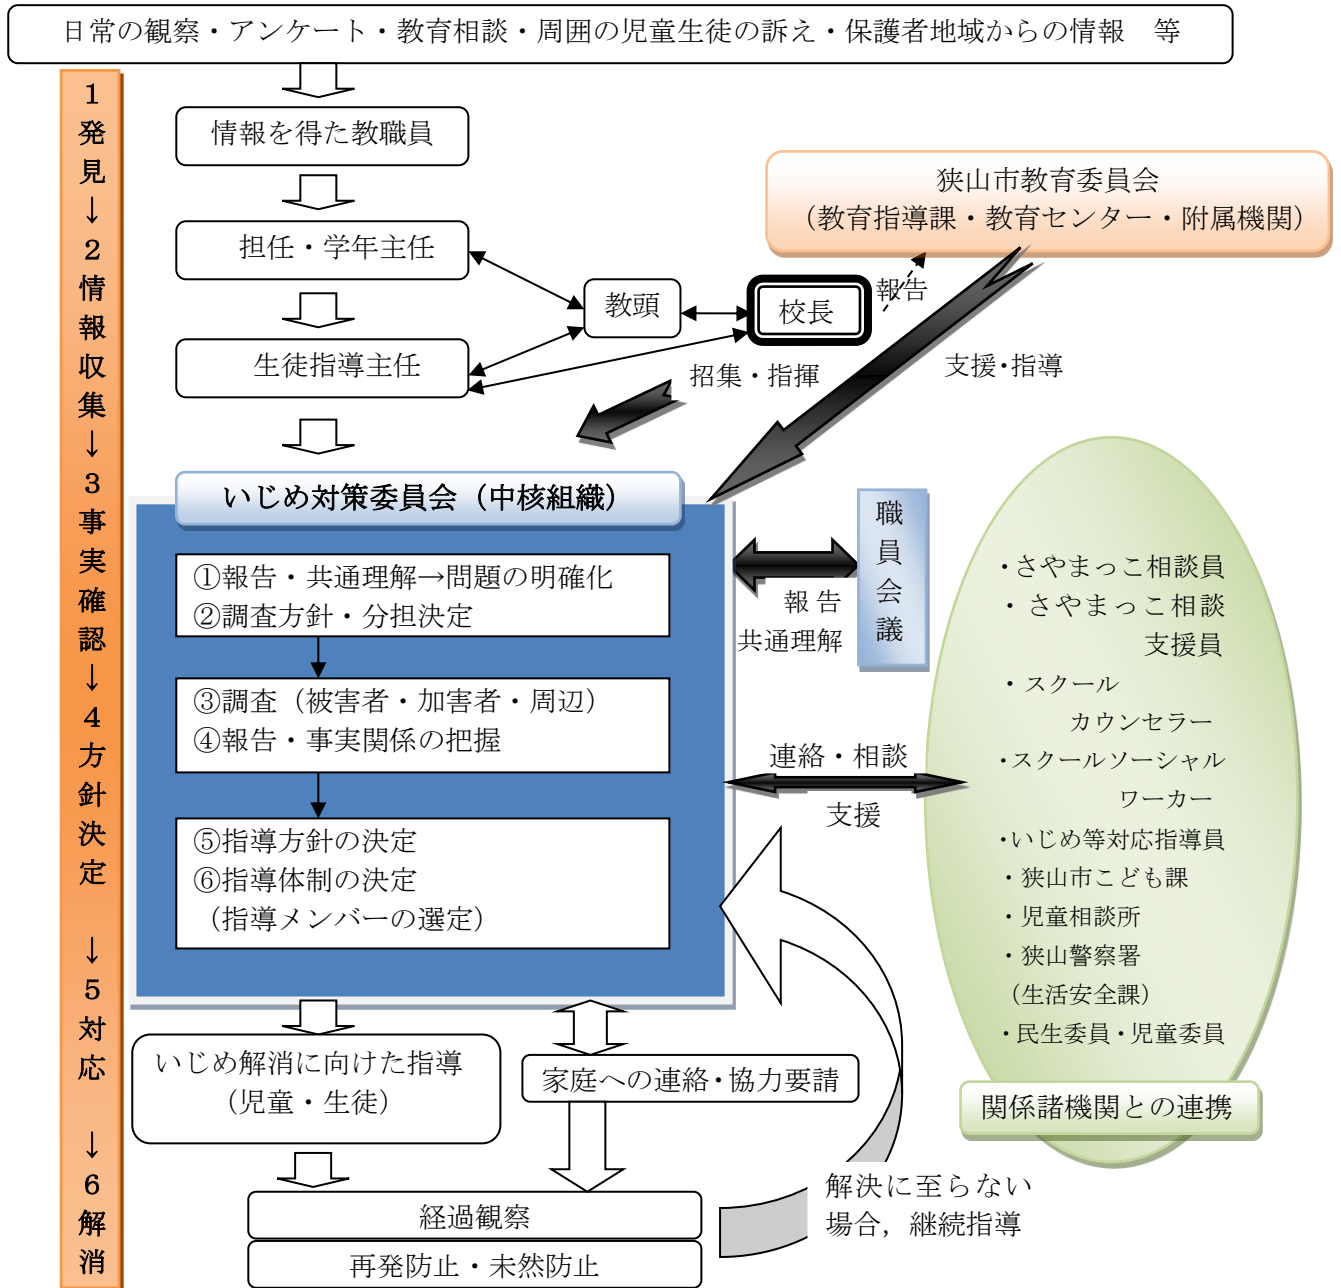 日常の観察・アンケート・教育相談・周囲の児童生徒の訴え・保護者地域からの情報　等
1発見→2情報収集→3事実確認→4方針決定　→5対応　→6解消
情報を得た教職員
狭山市教育委員会
（教育指導課・教育センター・附属機関）
担任・学年主任
教頭
校長
報告
生徒指導主任
招集・指揮
支援・指導
いじめ対策委員会（中核組織）
①報告・共通理解→問題の明確化
②調査方針・分担決定
③調査（被害者・加害者・周辺）
④報告・事実関係の把握
⑤指導方針の決定
⑥指導体制の決定
（指導メンバーの選定）
職員会議
報告
共通理解
連絡・相談
支援
・さやまっこ相談員
・さやまっこ相談
支援員
・スクール
カウンセラー
・スクールソーシャル
ワーカー
・いじめ等対応指導員
・狭山市こども課
・児童相談所
・狭山警察署
（生活安全課）
・民生委員・児童委員
関係諸機関との連携
いじめ解消に向けた指導
（児童・生徒）
家庭への連絡・協力要請
経過観察
再発防止・未然防止
解決に至らない
場合，継続指導